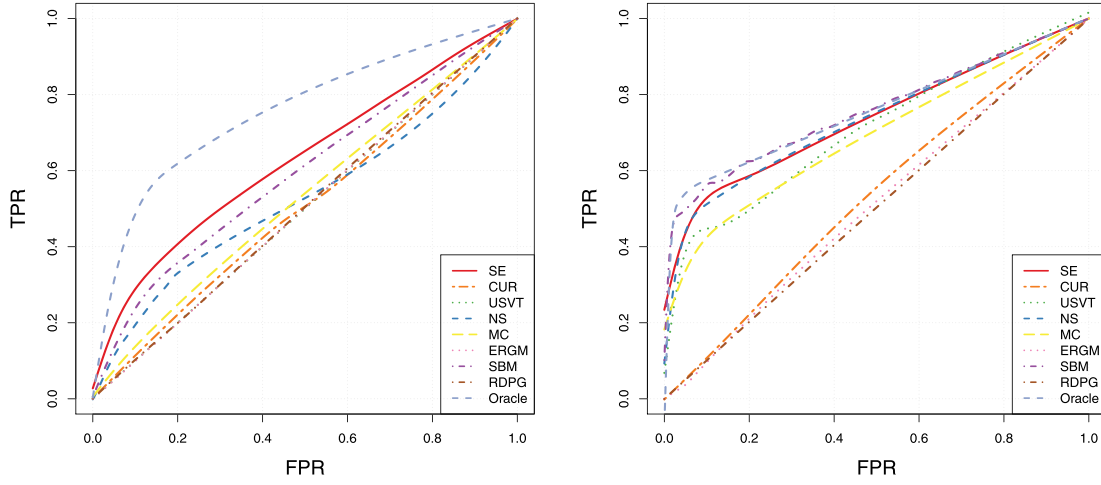 1.0
0.8
0.6
0.4
0.2
0.0
TPR
0.0 0.2 0.4 0.6 0.8 1.0
FPR
SE
CUR
USVT
NS
MC
ERGM
SBM
RDPG
Oracle
1.0
0.8
0.6
0.4
0.2
0.0
TPR
0.0 0.2 0.4 0.6 0.8 1.0
FPR
SE
CUR
USVT
NS
MC
ERGM
SBM
RDPG
Oracle